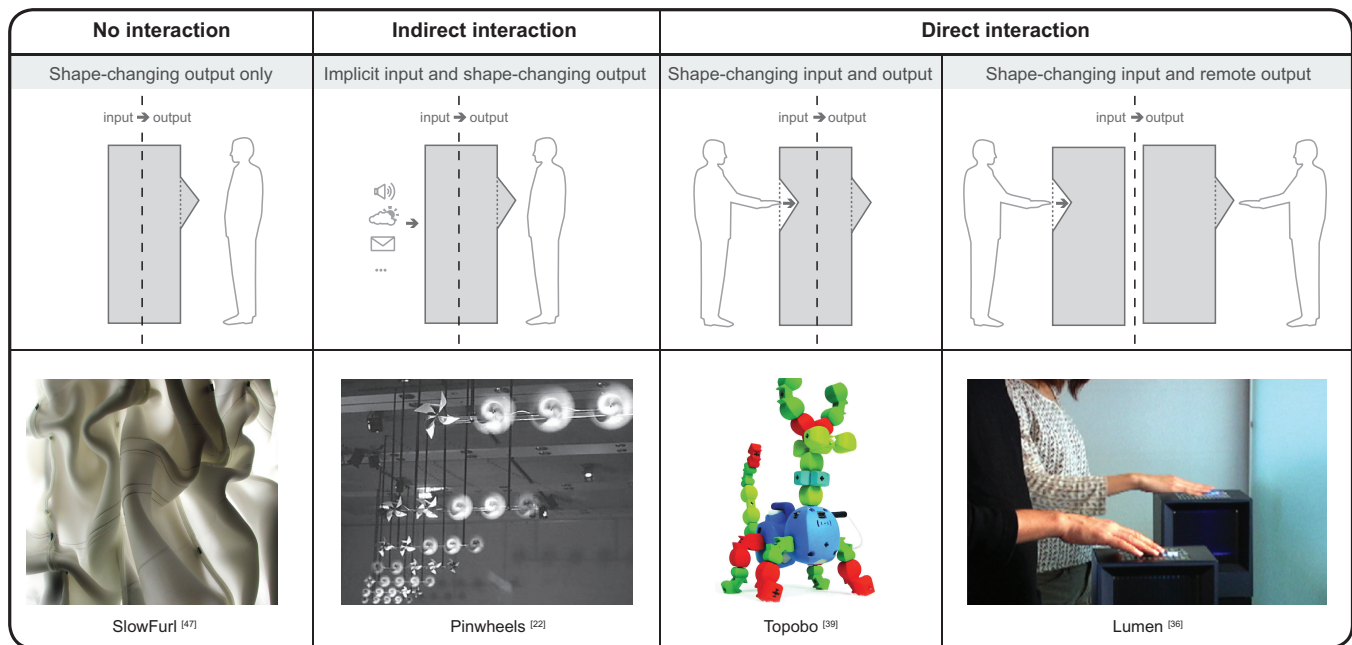 No interaction
Indirect interaction
Direct interaction
Shape-changing output only
Implicit input and shape-changing output
Shape-changing input and output
Shape-changing input and remote output
input ➔ output
input ➔ output
input ➔ output
input ➔ output
SlowFurl [47]
Pinwheels [22]
Topobo [39]
Lumen [36]